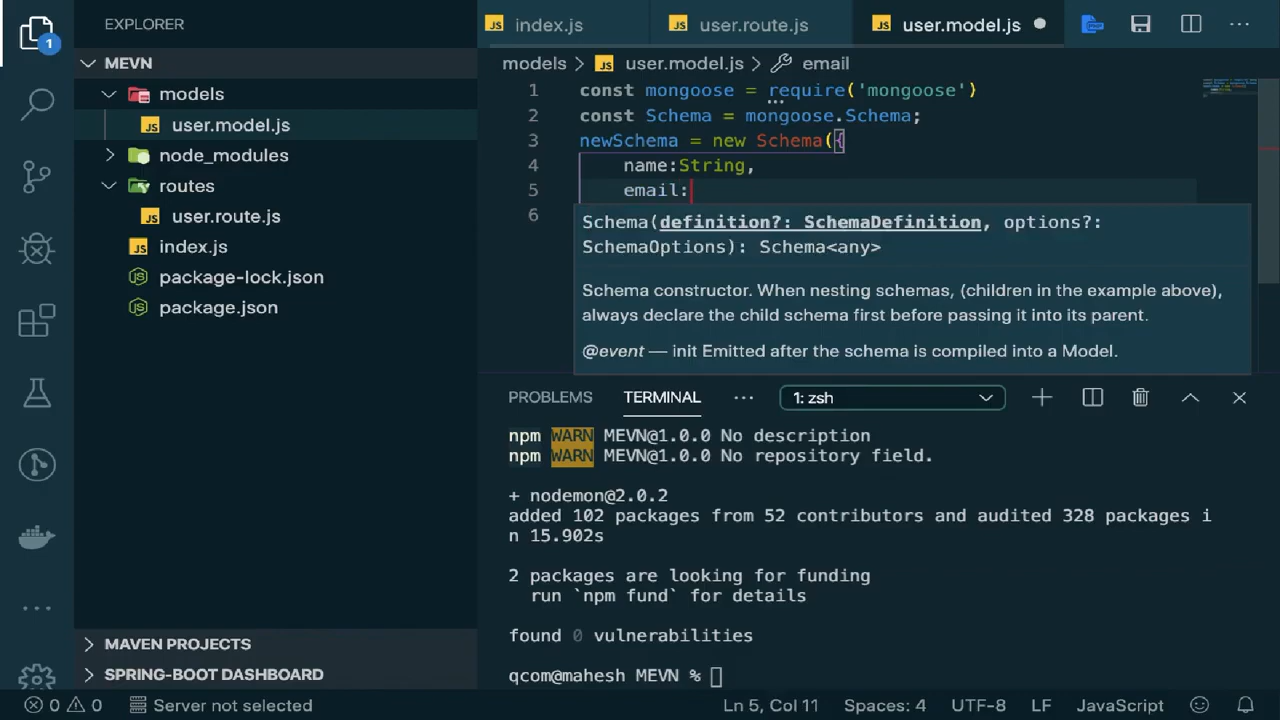 1
EXPLORER
MEVN
models
user.model.js
node_modules
routes
user.route.js
index.js
package-lock.json
package.json
MAVEN PROJECTS
SPRING-BOOT DASHBOARD
JS index.js
JS user.route.js
JS user.model.js
models > JS user.model.js > email
1 const mongoose = require('mongoose')
2 const Schema = mongoose.Schema;
3 newSchema = new Schema({
4 name:String,
5 email:
6
Schema(definition?: SchemaDefinition, options?:
SchemaOptions): Schema<any>
Schema constructor. When nesting schemas, (children in the example above),
always declare the child schema first before passing it into its parent.
@event — init Emitted after the schema is compiled into a Model.
PROBLEMS TERMINAL ··· 1: zsh
npm WARN MEVN@1.0.0 No description
npm WARN MEVN@1.0.0 No repository field.
+ nodemon@2.0.2
added 102 packages from 52 contributors and audited 328 packages i
n 15.902s
2 packages are looking for funding
run `npm fund` for details
found 0 vulnerabilities
qcom@mahesh MEVN %
0 0 Server not selected Ln 5, Col 11 Spaces: 4 UTF-8 LF JavaScript